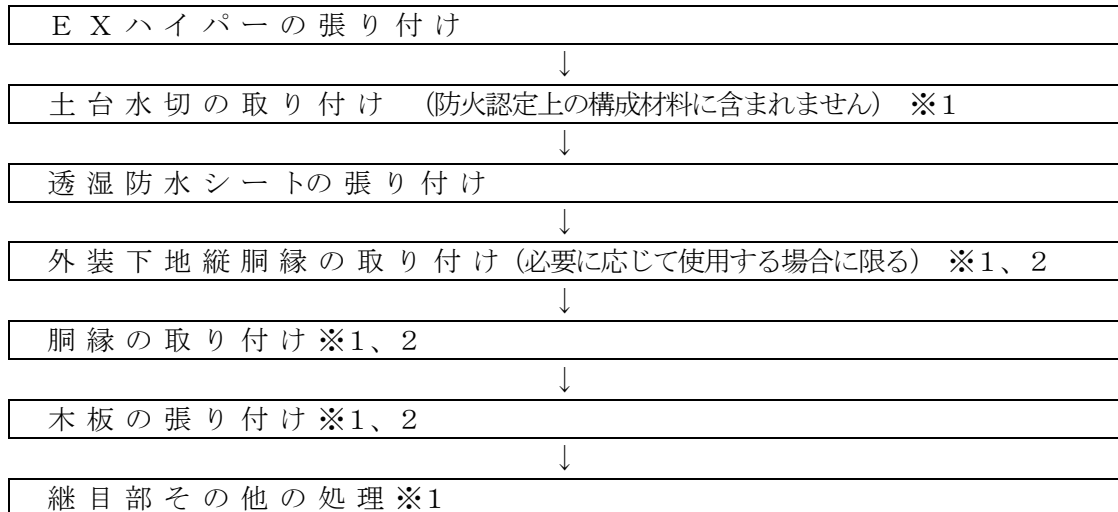 ＥＸハイパーの張り付け
↓
土台水切の取り付け　（防火認定上の構成材料に含まれません）　※１
↓
透湿防水シートの張り付け
↓
外装下地縦胴縁の取り付け（必要に応じて使用する場合に限る）　※１、２
↓
胴縁の取り付け※１、２
↓
木板の張り付け※１、２
↓
継目部その他の処理※１